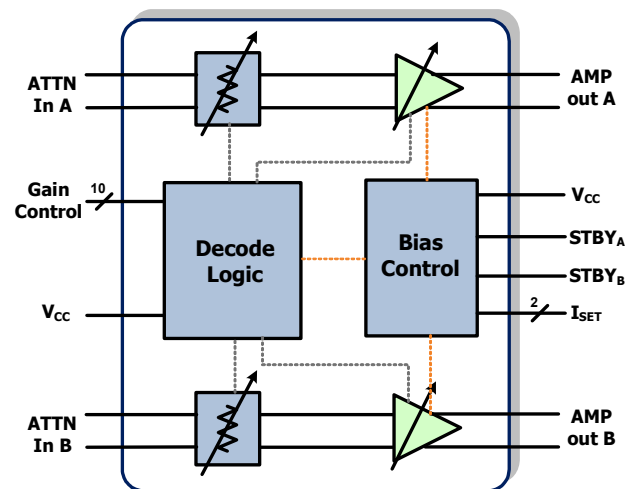 ATTN
In A
AMP
out A
Gain
Control
10
Decode
Logic
Bias
Control
VCC
STBYA
STBYB
2
ISET
VCC
ATTN
In B
AMP
out B